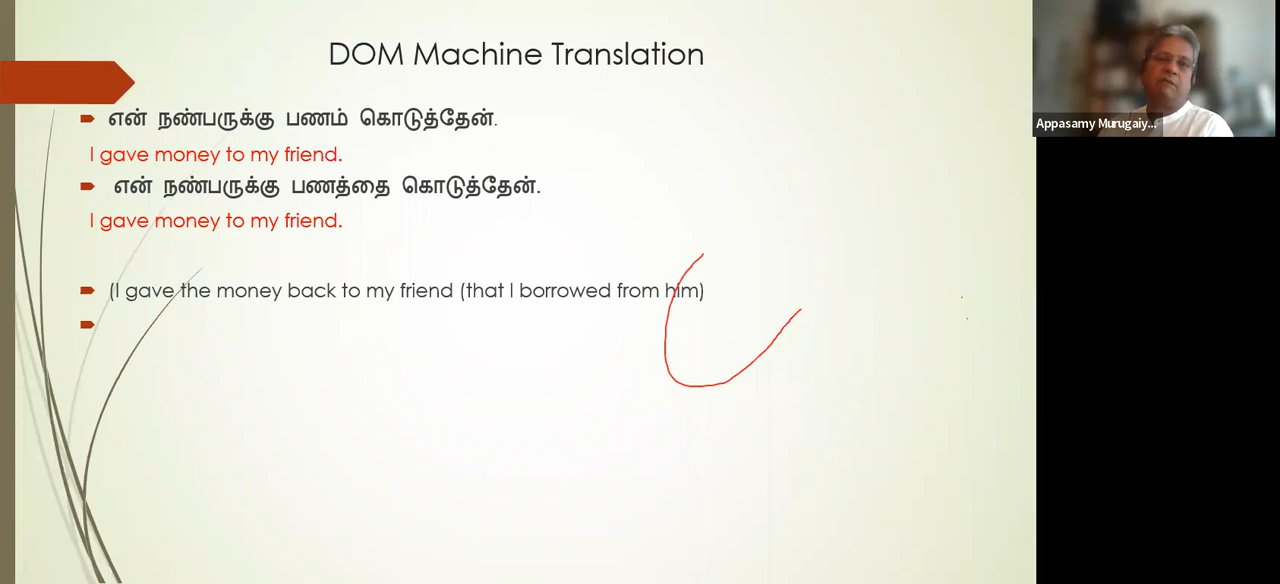 DOM Machine Translation
என் நண்பருக்கு பணம் கொடுத்தேன்.
I gave money to my friend.
என் நண்பருக்கு பணத்தை கொடுத்தேன்.
I gave money to my friend.
(I gave the money back to my friend (that I borrowed from him)
Appasamy Murugaiy...